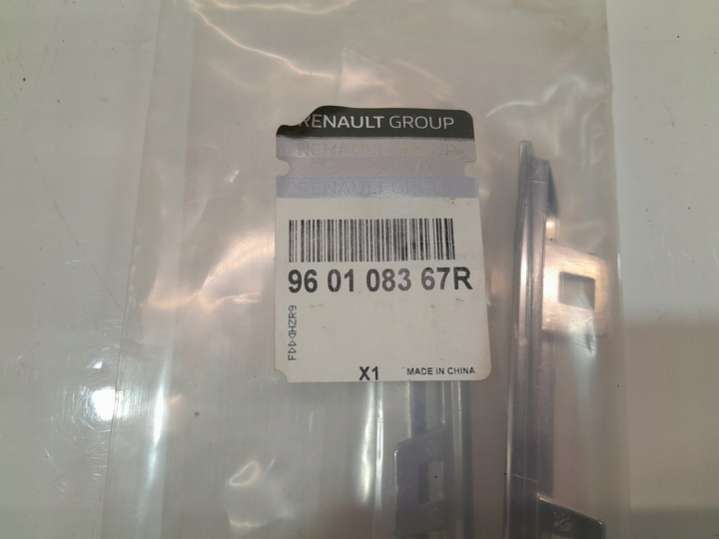 RENAULT GROUP
96 01 083 67R
X1
MADE IN CHINA